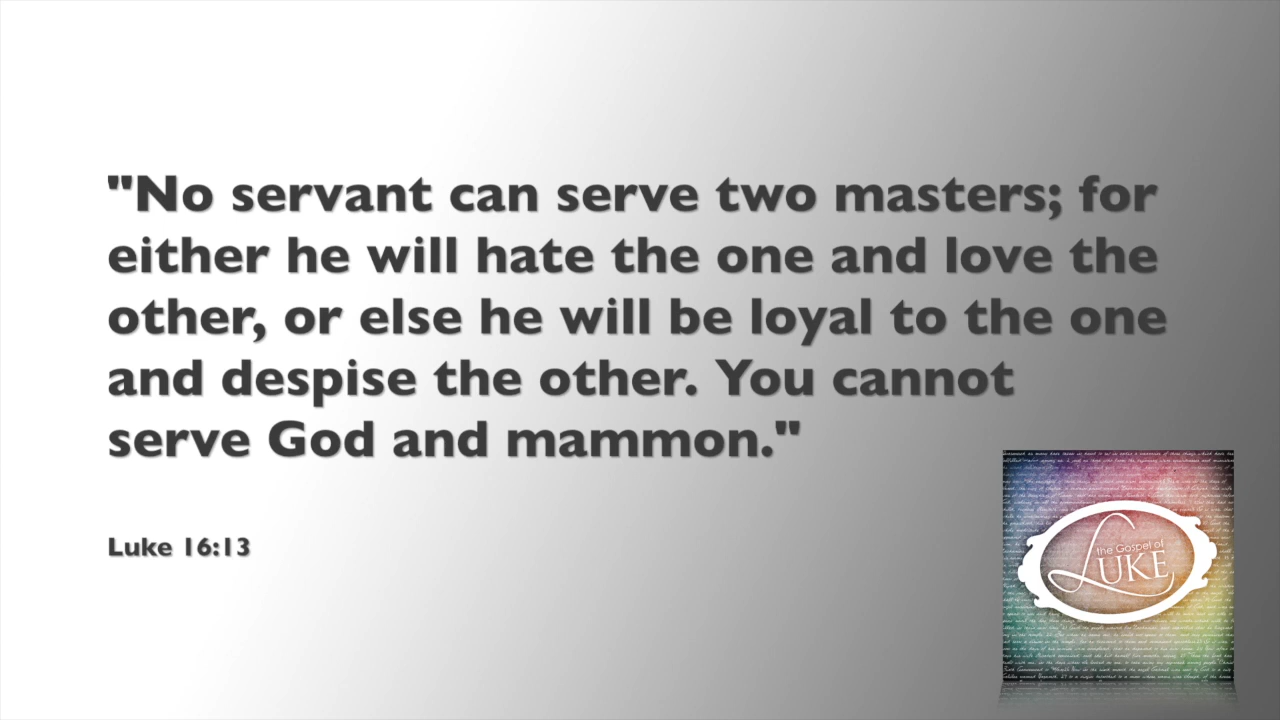 "No servant can serve two masters; for
either he will hate the one and love the
other, or else he will be loyal to the one
and despise the other. You cannot
serve God and mammon."
Luke 16:13
the Gospel of
LUKE